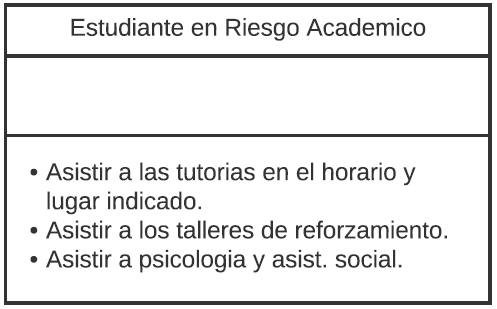 Estudiante en Riesgo Academico
• Asistir a las tutorias en el horario y
lugar indicado.
• Asistir a los talleres de reforzamiento.
• Asistir a psicologia y asist. social.